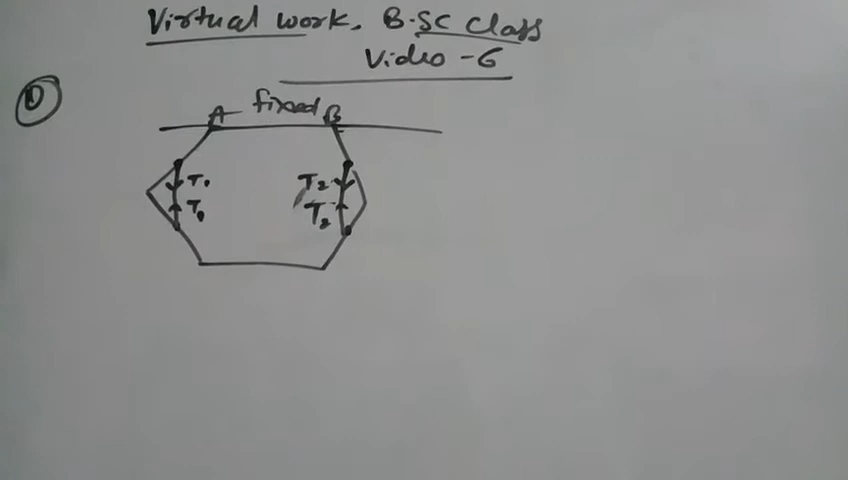 Virtual work. B.SC Class
Video - 6
①
A fixed B
T₁ T₂
T₁ T₂